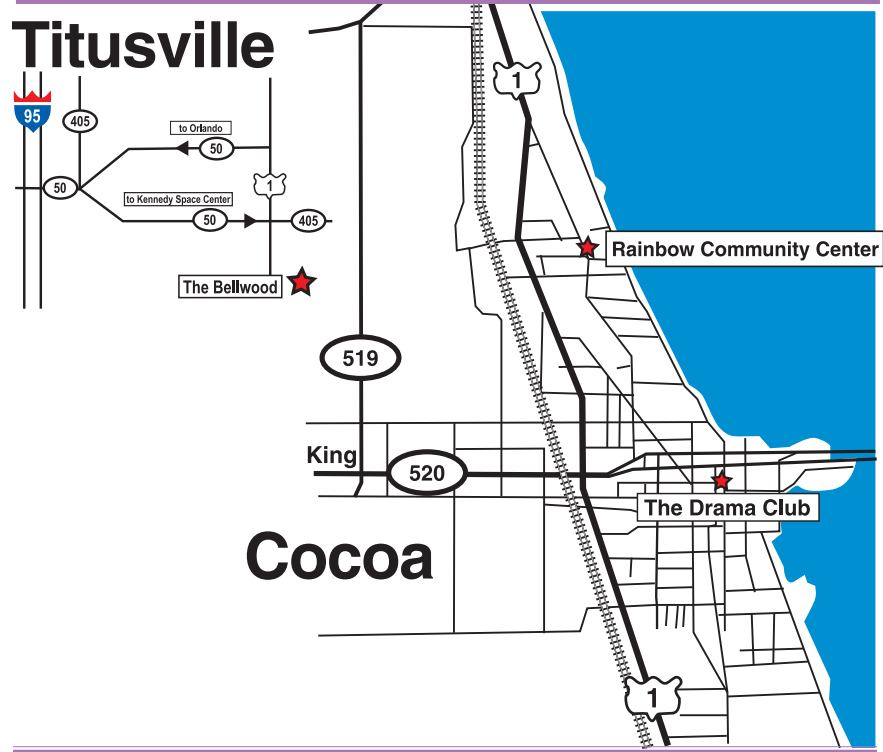 Titusville
95
405
to Orlando
50
50
1
to Kennedy Space Center
50
405
The Bellwood
1
Rainbow Community Center
519
King
520
The Drama Club
Cocoa
1